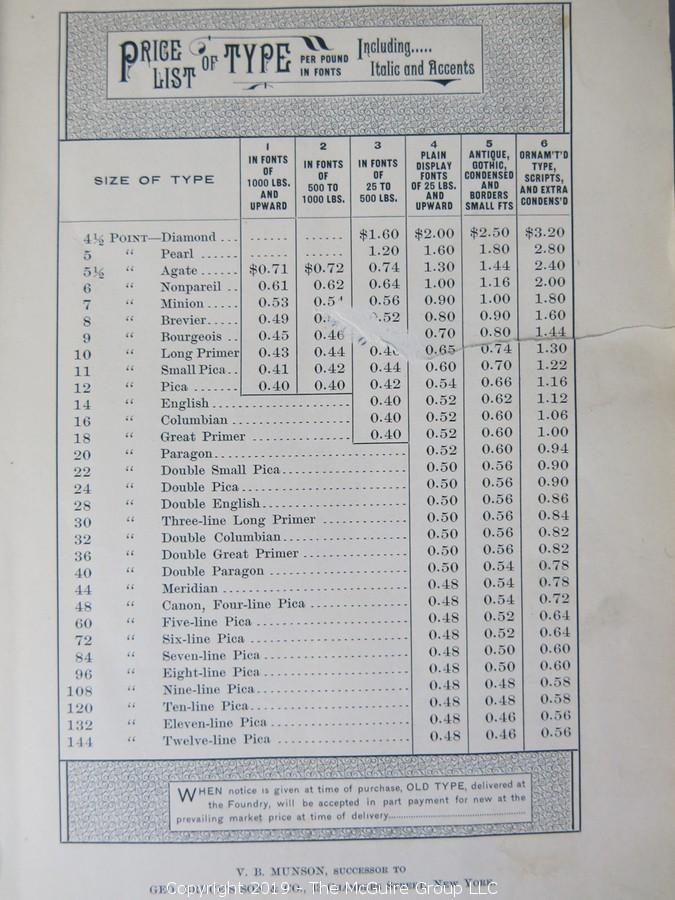 PRICE LIST OF TYPE PER POUND IN FONTS Including..... Italic and Accents
SIZE OF TYPE
1 IN FONTS OF 1000 LBS. AND UPWARD
2 IN FONTS OF 500 TO 1000 LBS.
3 IN FONTS OF 25 TO 500 LBS.
4 PLAIN DISPLAY FONTS OF 25 LBS. AND UPWARD
5 ANTIQUE, GOTHIC, CONDENSED AND BORDERS SMALL FTS
6 ORNAM'T'D TYPE, SCRIPTS, AND EXTRA CONDENS'D
4½ POINT—Diamond ... ...... ...... $1.60 $2.00 $2.50 $3.20
5 “ Pearl ...... ...... ...... 1.20 1.60 1.80 2.80
5½ “ Agate ...... $0.71 $0.72 0.74 1.30 1.44 2.40
6 “ Nonpareil .. 0.61 0.62 0.64 1.00 1.16 2.00
7 “ Minion ..... 0.53 0.56 0.90 1.00 1.80
8 “ Brevier..... 0.49 .52 0.80 0.90 1.60
9 “ Bourgeois .. 0.45 0.46 0.70 0.80 1.44
10 “ Long Primer 0.43 0.44 0.65 0.74 1.30
11 “ Small Pica.. 0.41 0.42 0.44 0.60 0.70 1.22
12 “ Pica ....... 0.40 0.40 0.42 0.54 0.66 1.16
14 “ English ........ 0.40 0.52 0.62 1.12
16 “ Columbian ........ 0.40 0.52 0.60 1.06
18 “ Great Primer ........ 0.40 0.52 0.60 1.00
20 “ Paragon ........ 0.52 0.60 0.94
22 “ Double Small Pica........ 0.50 0.56 0.90
24 “ Double Pica ........ 0.50 0.56 0.90
28 “ Double English ........ 0.50 0.56 0.86
30 “ Three-line Long Primer ........ 0.50 0.56 0.84
32 “ Double Columbian ........ 0.50 0.56 0.82
36 “ Double Great Primer ........ 0.50 0.56 0.82
40 “ Double Paragon ........ 0.50 0.54 0.78
44 “ Meridian ........ 0.48 0.54 0.78
48 “ Canon, Four-line Pica ........ 0.48 0.54 0.72
60 “ Five-line Pica ........ 0.48 0.52 0.64
72 “ Six-line Pica ........ 0.48 0.52 0.64
84 “ Seven-line Pica ........ 0.48 0.50 0.60
96 “ Eight-line Pica ........ 0.48 0.50 0.60
108 “ Nine-line Pica ........ 0.48 0.48 0.58
120 “ Ten-line Pica ........ 0.48 0.48 0.58
132 “ Eleven-line Pica ........ 0.48 0.46 0.56
144 “ Twelve-line Pica ........ 0.48 0.46 0.56
WHEN notice is given at time of purchase, OLD TYPE, delivered at
the Foundry, will be accepted in part payment for new at the
prevailing market price at time of delivery........
V. B. MUNSON, SUCCESSOR TO
NEW YORK
Copyright 2019 The McGuire Group LLC